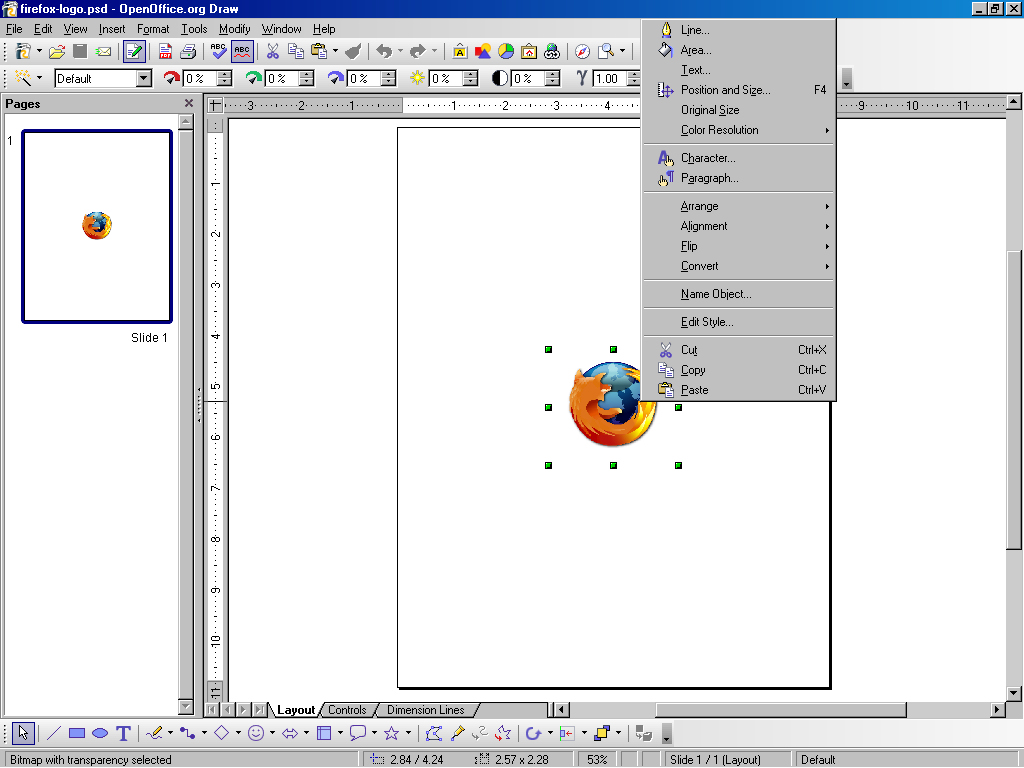 firefox-logo.psd - OpenOffice.org Draw
File Edit View Insert Format Tools Modify Window Help
ABC ABC
Default 0 % 0 % 0 % 0 % 0 % 1.00
Pages
1
Slide 1
3 2 1 1 2 3 4 9 10 11
1
2
3
4
5
6
7
8
9
10
11
Line...
Area...
Text...
Position and Size... F4
Original Size
Color Resolution
Character...
Paragraph...
Arrange
Alignment
Flip
Convert
Name Object...
Edit Style...
Cut Ctrl+X
Copy Ctrl+C
Paste Ctrl+V
Layout Controls Dimension Lines
Bitmap with transparency selected 2.84 / 4.24 2.57 x 2.28 53% Slide 1 / 1 (Layout) Default